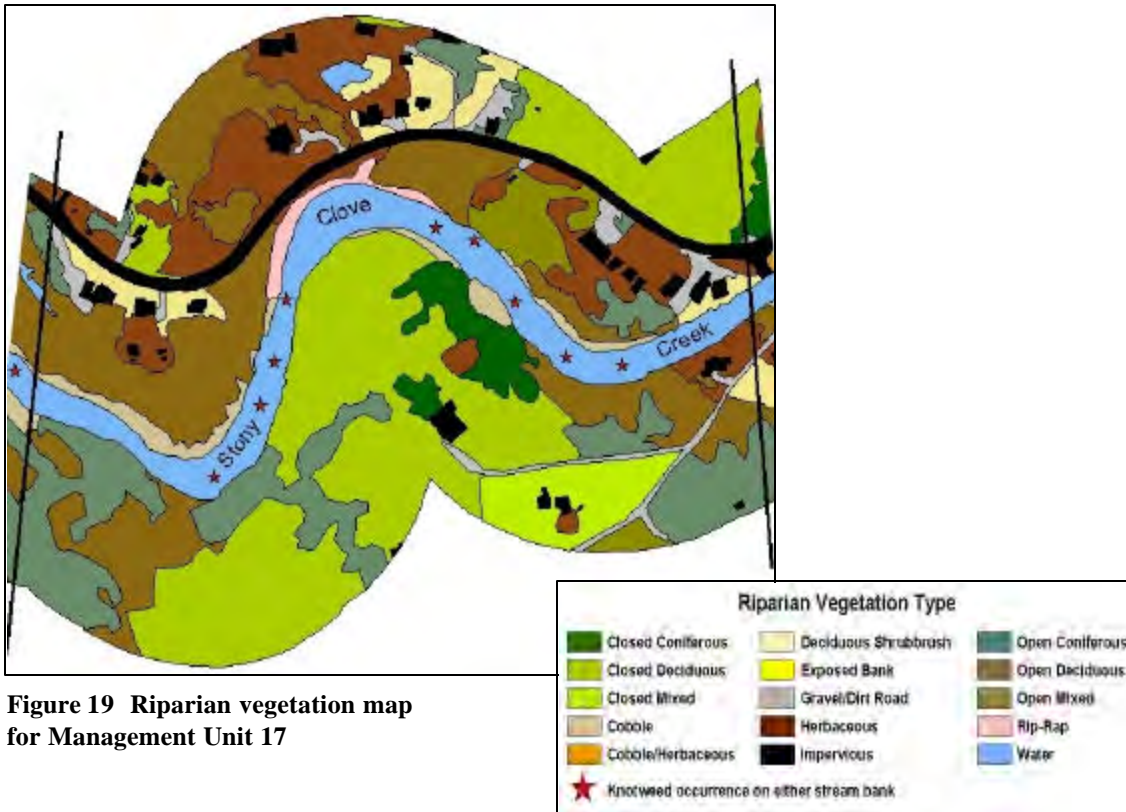 Clove
Creek
Stony
Riparian Vegetation Type
Closed Coniferous
Deciduous Shrubbrush
Open Coniferous
Closed Deciduous
Exposed Bank
Open Deciduous
Closed Mixed
Gravel/Dirt Road
Open Mixed
Cobble
Herbaceous
Rip-Rap
Cobble/Herbaceous
Impervious
Water
Knotweed occurrence on either stream bank
Figure 19 Riparian vegetation map
for Management Unit 17